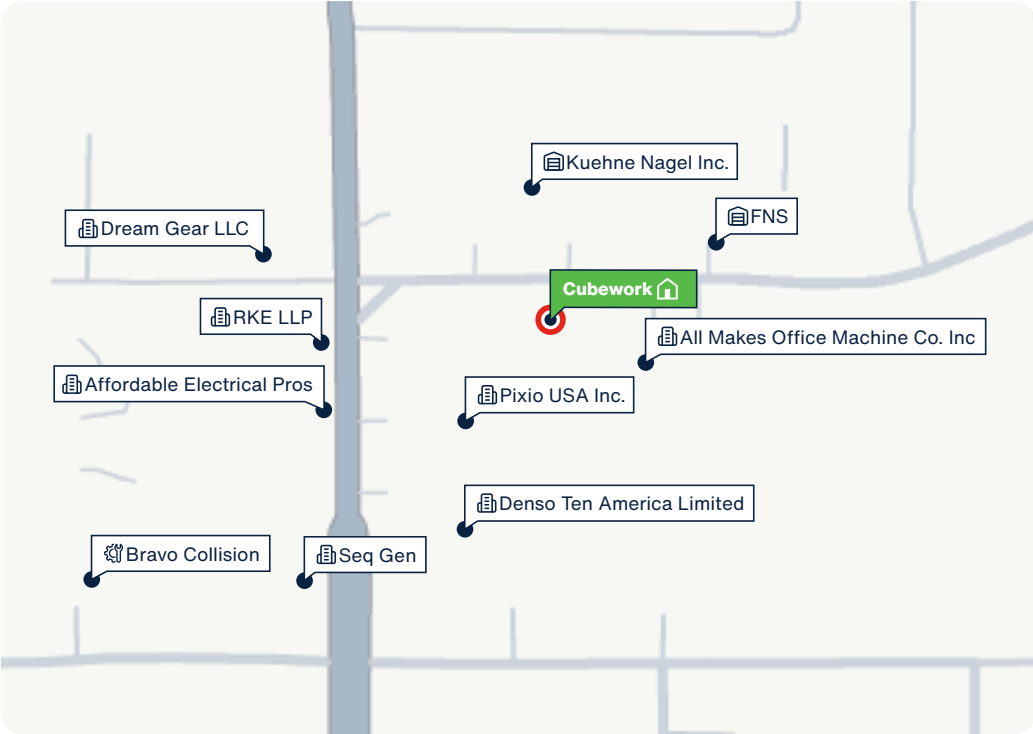 Kuehne Nagel Inc.
FNS
Dream Gear LLC
Cubework
RKE LLP
All Makes Office Machine Co. Inc
Affordable Electrical Pros
Pixio USA Inc.
Denso Ten America Limited
Bravo Collision
Seq Gen